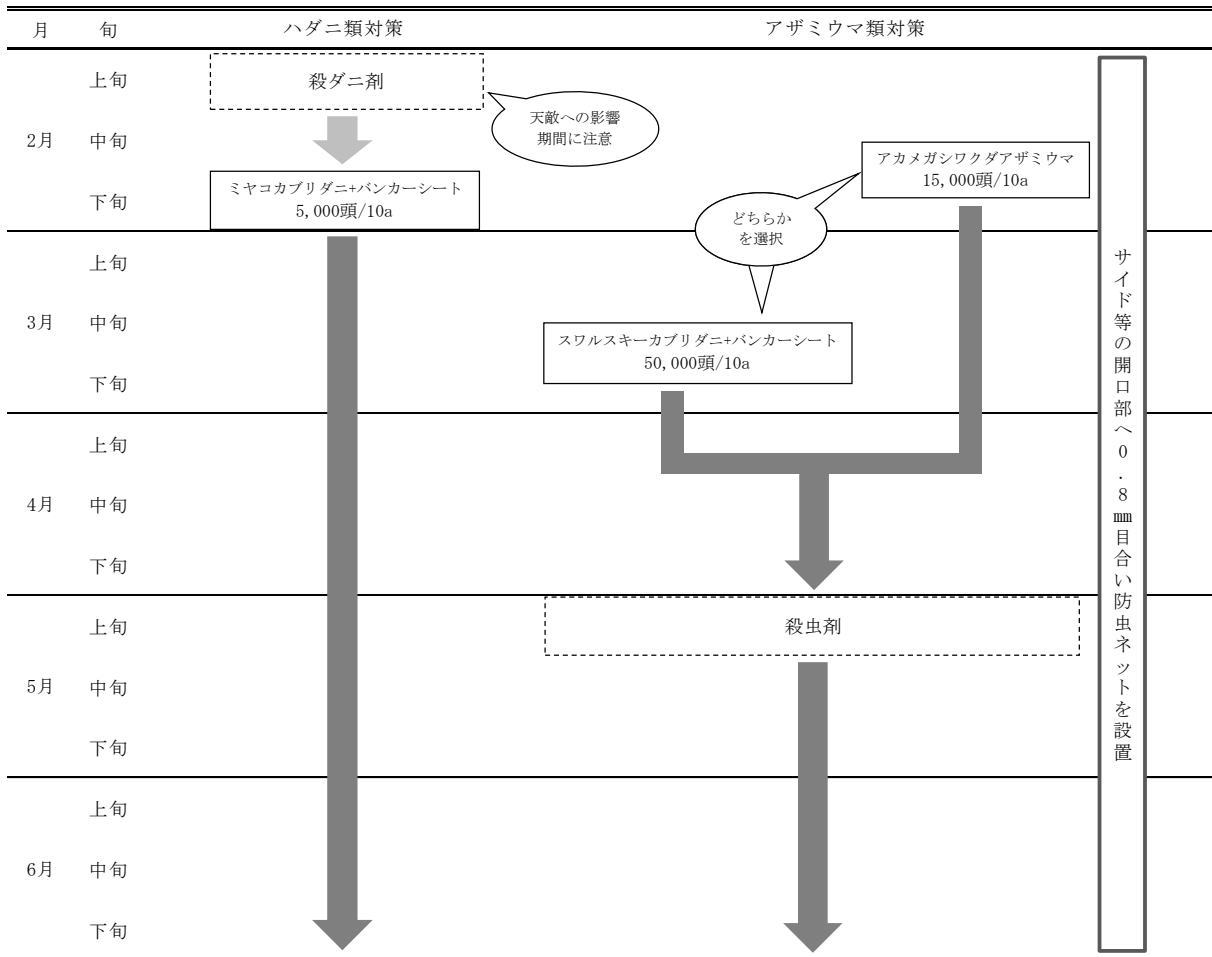 月 旬 ハダニ類対策 アザミウマ類対策
上旬
殺ダニ剤
天敵への影響
期間に注意
2月 中旬
アカメガシワクダアザミウマ
15,000頭/10a
ミヤコカブリダニ+バンカーシート
5,000頭/10a
下旬
どちらか
を選択
上旬
3月 中旬
スワルスキーカブリダニ+バンカーシート
50,000頭/10a
下旬
上旬
4月 中旬
下旬
上旬
殺虫剤
5月 中旬
下旬
上旬
6月 中旬
下旬
サイド等の開口部へ0.8㎜目合い防虫ネットを設置